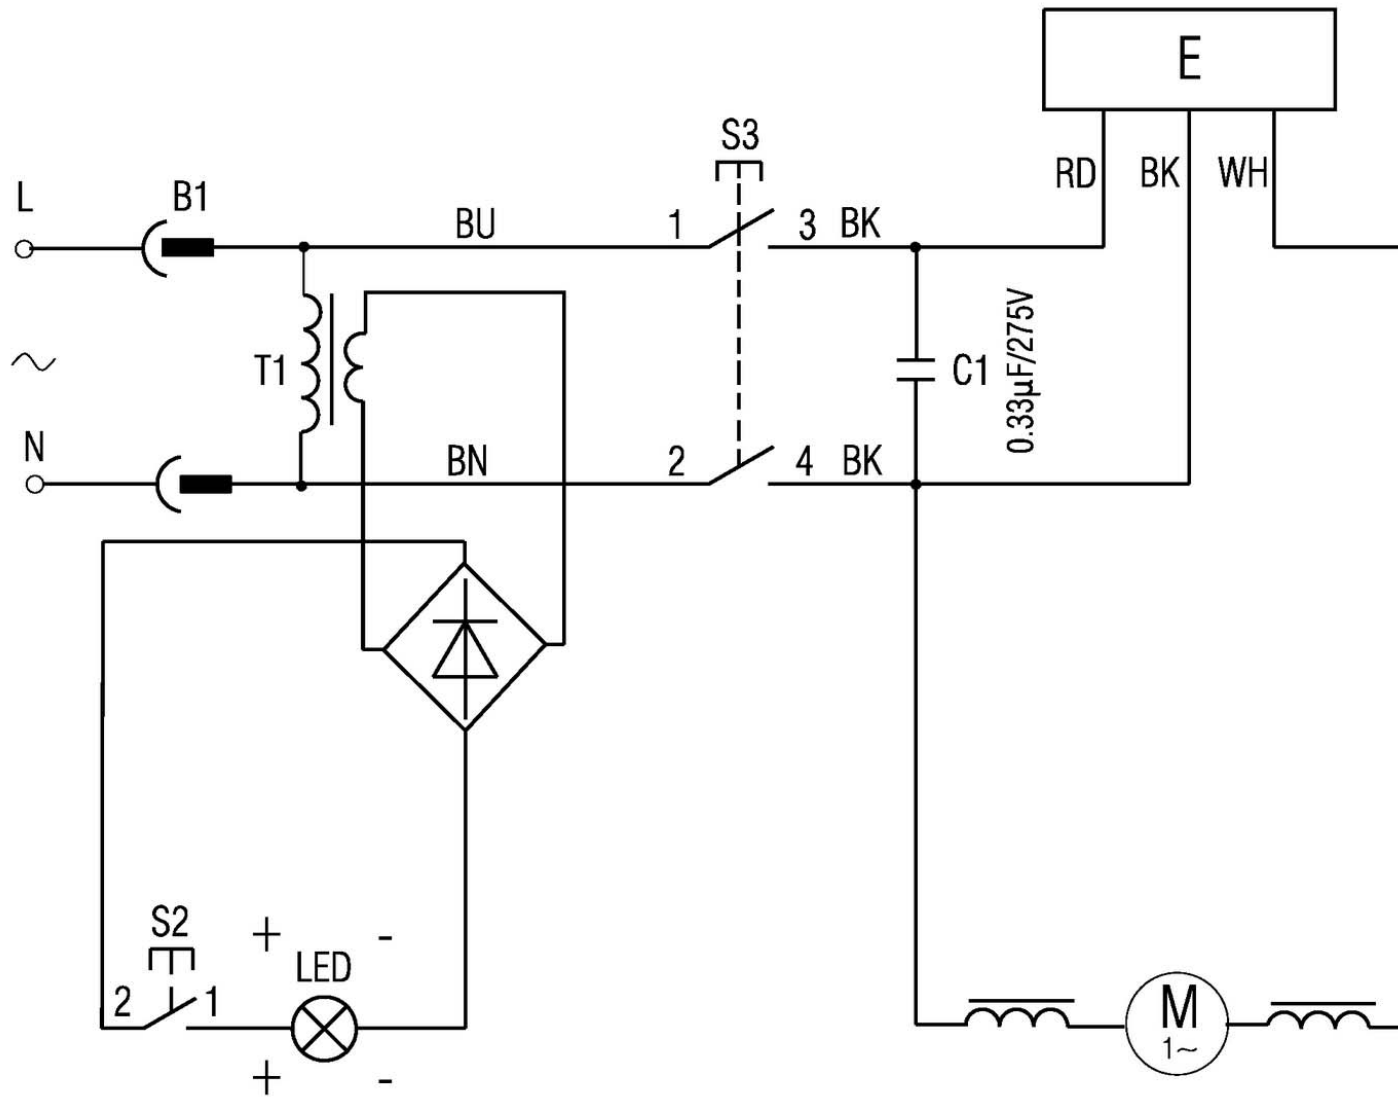 E
S3
RD BK WH
L B1
BU 1 3 BK
T1 C1 0.33µF/275V
N
BN 2 4 BK
S2
+ -
LED
2 1
M
1~
+ -